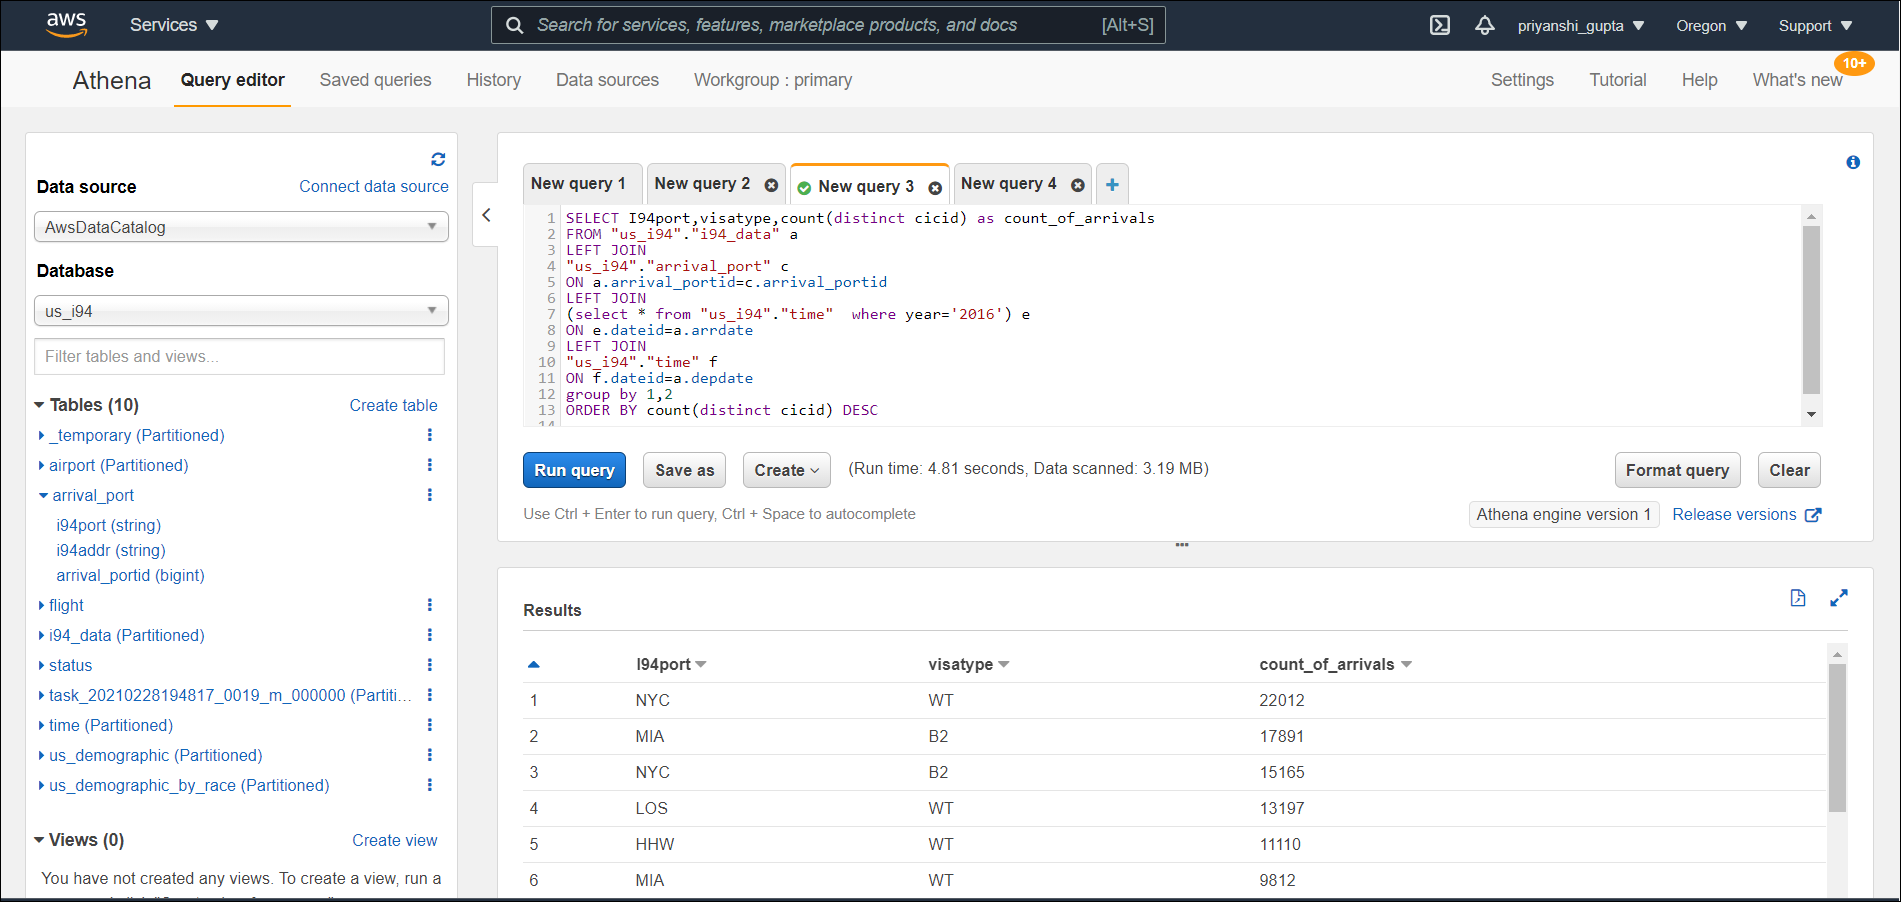 aws
Services
Search for services, features, marketplace products, and docs [Alt+S]
priyanshi_gupta
Oregon
Support
Athena
Query editor
Saved queries
History
Data sources
Workgroup : primary
Settings
Tutorial
Help
What's new
10+
Data source
Connect data source
AwsDataCatalog
Database
us_i94
Filter tables and views...
Tables (10)
Create table
_temporary (Partitioned)
airport (Partitioned)
arrival_port
i94port (string)
i94addr (string)
arrival_portid (bigint)
flight
i94_data (Partitioned)
status
task_20210228194817_0019_m_000000 (Partiti...
time (Partitioned)
us_demographic (Partitioned)
us_demographic_by_race (Partitioned)
Views (0)
Create view
You have not created any views. To create a view, run a
New query 1
New query 2
New query 3
New query 4
+
1 SELECT I94port,visatype,count(distinct cicid) as count_of_arrivals
2 FROM "us_i94"."i94_data" a
3 LEFT JOIN
4 "us_i94"."arrival_port" c
5 ON a.arrival_portid=c.arrival_portid
6 LEFT JOIN
7 (select * from "us_i94"."time"  where year='2016') e
8 ON e.dateid=a.arrdate
9 LEFT JOIN
10 "us_i94"."time" f
11 ON f.dateid=a.depdate
12 group by 1,2
13 ORDER BY count(distinct cicid) DESC
14
Run query
Save as
Create
(Run time: 4.81 seconds, Data scanned: 3.19 MB)
Format query
Clear
Use Ctrl + Enter to run query, Ctrl + Space to autocomplete
Athena engine version 1
Release versions
Results
I94port visatype count_of_arrivals
1 NYC WT 22012
2 MIA B2 17891
3 NYC B2 15165
4 LOS WT 13197
5 HHW WT 11110
6 MIA WT 9812